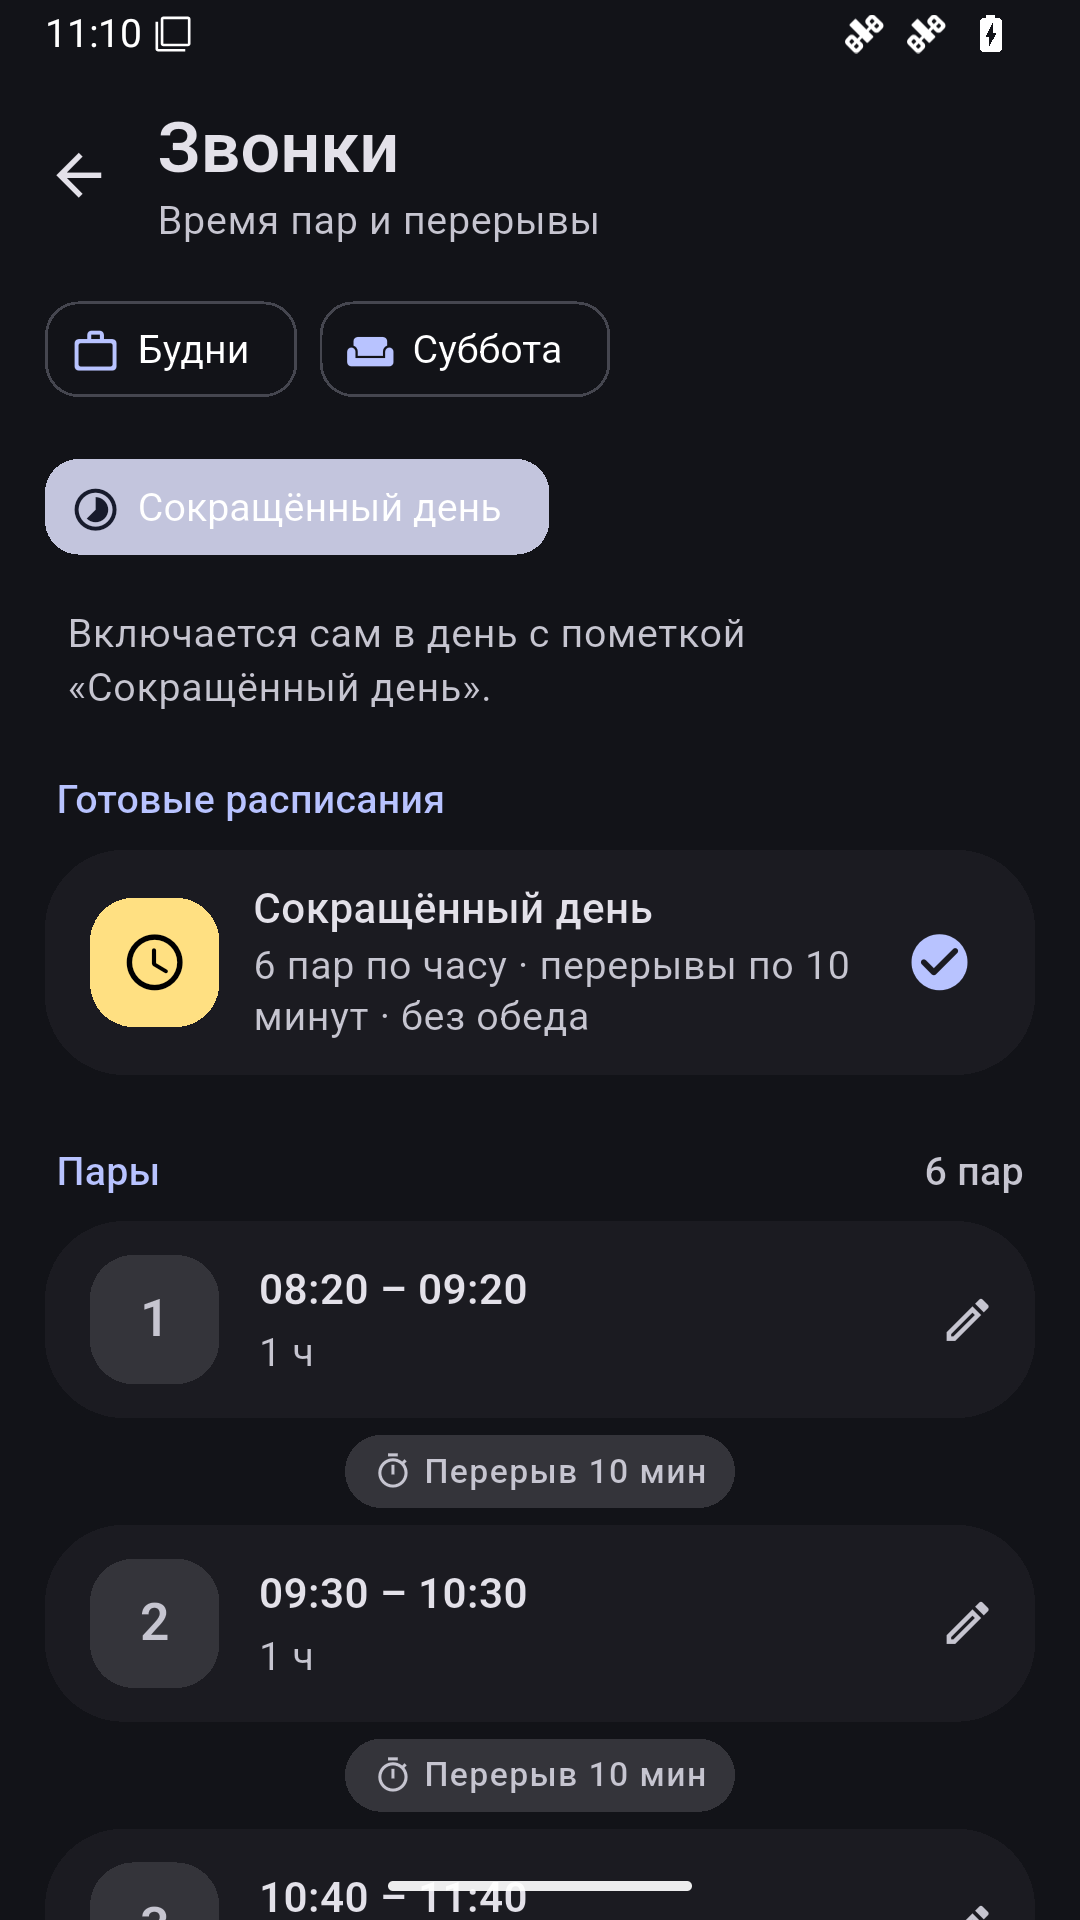 11:10
Звонки
Время пар и перерывы
Будни
Суббота
Сокращённый день
Включается сам в день с пометкой
«Сокращённый день».
Готовые расписания
Сокращённый день
6 пар по часу · перерывы по 10
минут · без обеда
Пары
6 пар
1
08:20 – 09:20
1 ч
Перерыв 10 мин
2
09:30 – 10:30
1 ч
Перерыв 10 мин
10:40 – 11:40